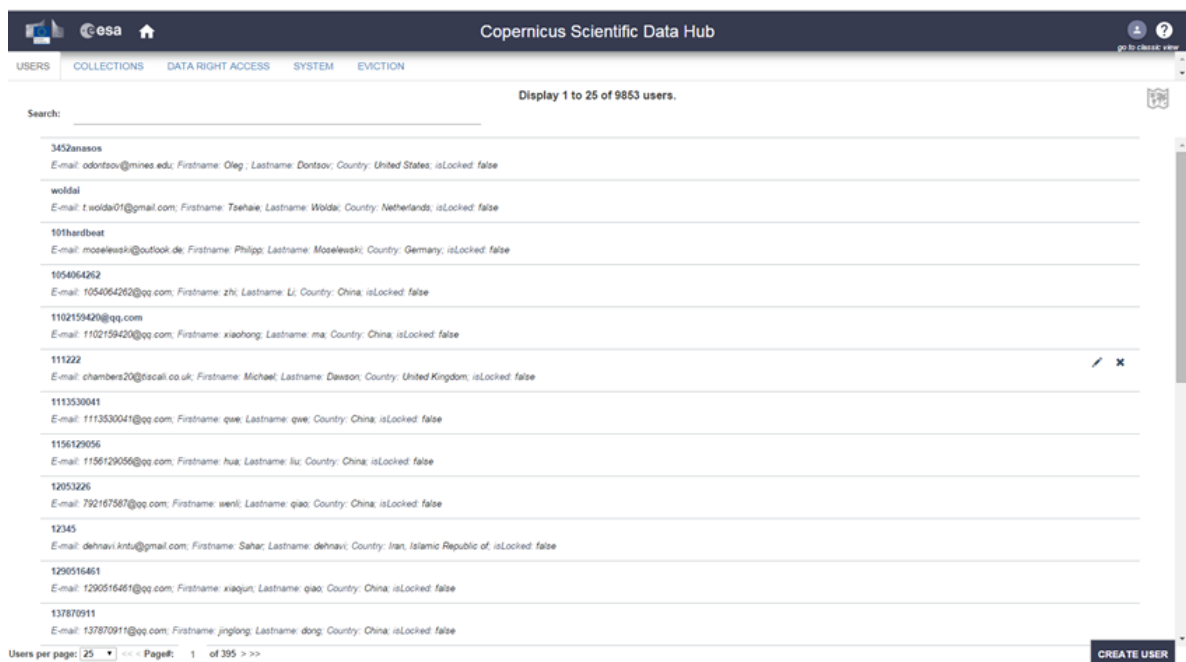 esa Copernicus Scientific Data Hub ?
go to classic view
USERS COLLECTIONS DATA RIGHT ACCESS SYSTEM EVICTION
Display 1 to 25 of 9853 users.
Search:
3452anasos
E-mail: odontsov@mines.edu; Firstname: Oleg ; Lastname: Dontsov; Country: United States; isLocked: false
woldai
E-mail: t.woldai01@gmail.com; Firstname: Tsehaie; Lastname: Woldai; Country: Netherlands; isLocked: false
101hardbeat
E-mail: moselewski@outlook.de; Firstname: Philipp; Lastname: Moselewski; Country: Germany; isLocked: false
1054064262
E-mail: 1054064262@qq.com; Firstname: zhi; Lastname: Li; Country: China; isLocked: false
1102159420@qq.com
E-mail: 1102159420@qq.com; Firstname: xiaohong; Lastname: ma; Country: China; isLocked: false
111222
E-mail: chambers20@tiscali.co.uk; Firstname: Michael; Lastname: Dawson; Country: United Kingdom; isLocked: false
1113530041
E-mail: 1113530041@qq.com; Firstname: qwe; Lastname: qwe; Country: China; isLocked: false
1156129056
E-mail: 1156129056@qq.com; Firstname: hua; Lastname: liu; Country: China; isLocked: false
12053226
E-mail: 792167587@qq.com; Firstname: wenli; Lastname: qiao; Country: China; isLocked: false
12345
E-mail: dehnavi.kntu@gmail.com; Firstname: Sahar; Lastname: dehnavi; Country: Iran, Islamic Republic of; isLocked: false
1290516461
E-mail: 1290516461@qq.com; Firstname: xiaojun; Lastname: qiao; Country: China; isLocked: false
137870911
E-mail: 137870911@qq.com; Firstname: jinglong; Lastname: dong; Country: China; isLocked: false
Users per page: 25 << < Page#: 1 of 395 > >> CREATE USER